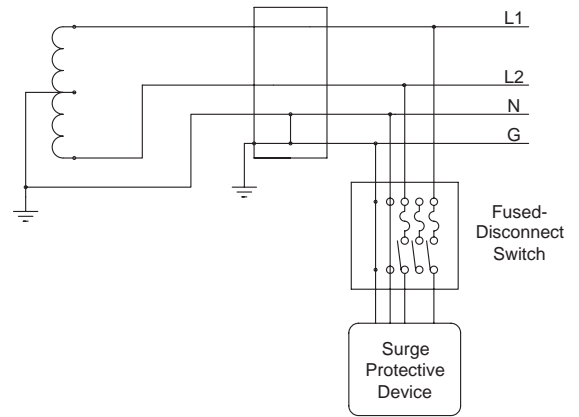 L1
L2
N
G
Fused-
Disconnect
Switch
Surge
Protective
Device